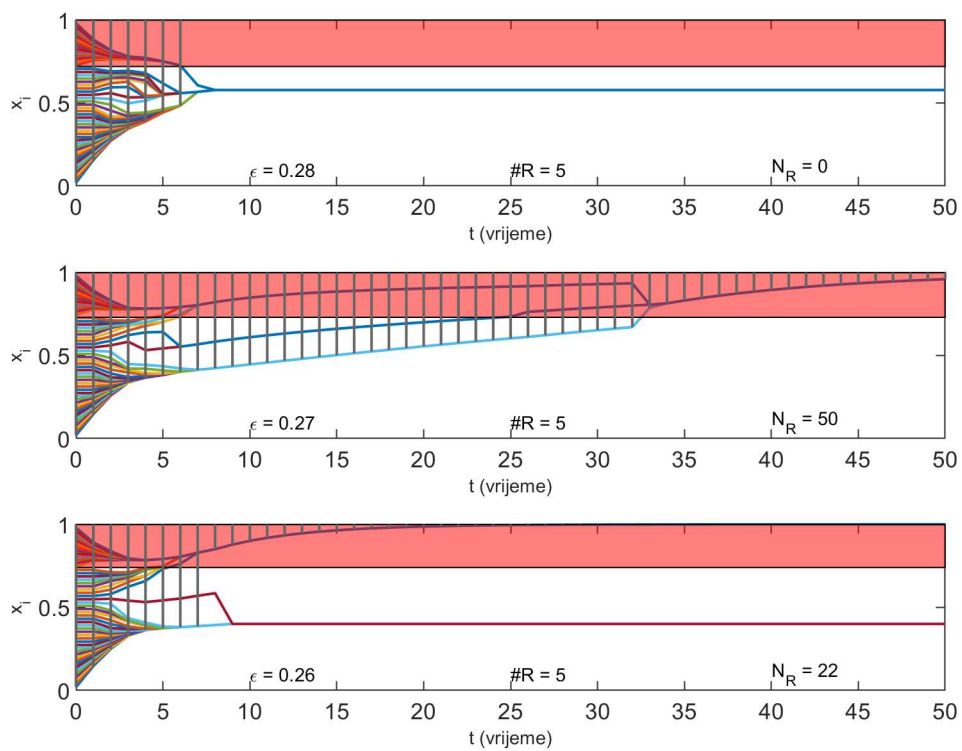 1
x_i
0.5
0
ϵ = 0.28 #R = 5 N_R = 0
0 5 10 15 20 25 30 35 40 45 50
t (vrijeme)
1
x_i
0.5
0
ϵ = 0.27 #R = 5 N_R = 50
0 5 10 15 20 25 30 35 40 45 50
t (vrijeme)
1
x_i
0.5
0
ϵ = 0.26 #R = 5 N_R = 22
0 5 10 15 20 25 30 35 40 45 50
t (vrijeme)